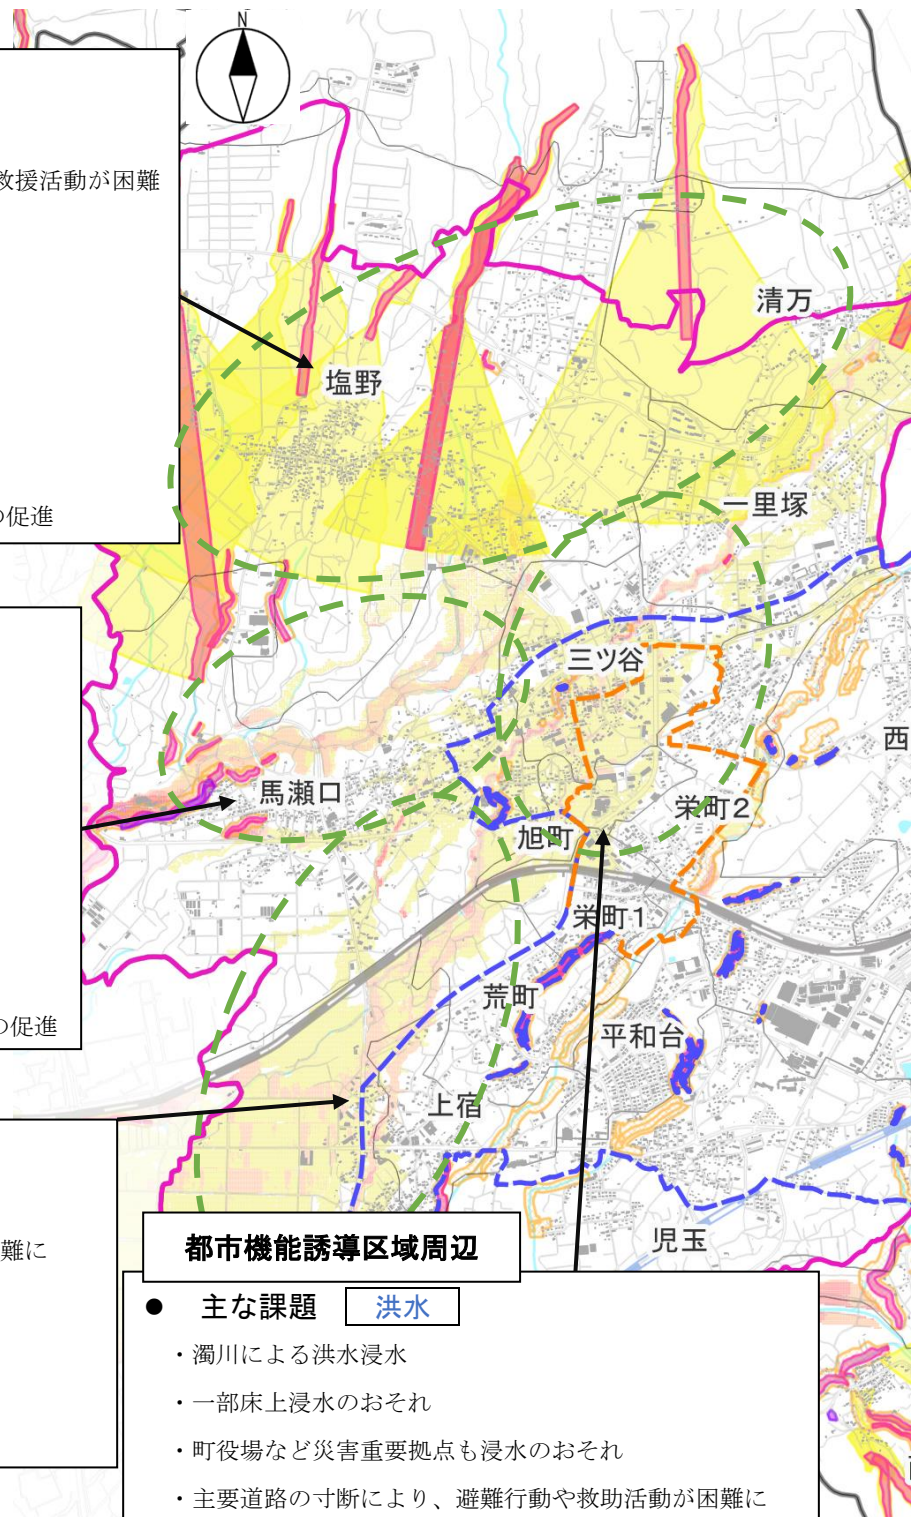 N
救援活動が困難
清万
塩野
の促進
一里塚
三ツ谷
西
馬瀬口
栄町2
旭町
栄町1
荒町
の促進
平和台
上宿
難に
児玉
都市機能誘導区域周辺
● 主な課題 洪水
・濁川による洪水浸水
・一部床上浸水のおそれ
・町役場など災害重要拠点も浸水のおそれ
・主要道路の寸断により、避難行動や救助活動が困難に